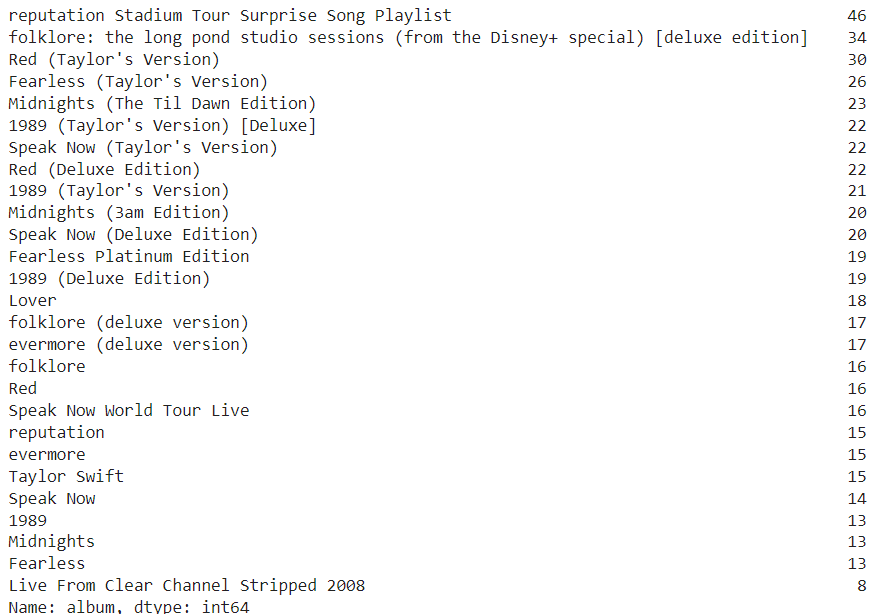 reputation Stadium Tour Surprise Song Playlist 46
folklore: the long pond studio sessions (from the Disney+ special) [deluxe edition] 34
Red (Taylor's Version) 30
Fearless (Taylor's Version) 26
Midnights (The Til Dawn Edition) 23
1989 (Taylor's Version) [Deluxe] 22
Speak Now (Taylor's Version) 22
Red (Deluxe Edition) 22
1989 (Taylor's Version) 21
Midnights (3am Edition) 20
Speak Now (Deluxe Edition) 20
Fearless Platinum Edition 19
1989 (Deluxe Edition) 19
Lover 18
folklore (deluxe version) 17
evermore (deluxe version) 17
folklore 16
Red 16
Speak Now World Tour Live 16
reputation 15
evermore 15
Taylor Swift 15
Speak Now 14
1989 13
Midnights 13
Fearless 13
Live From Clear Channel Stripped 2008 8
Name: album, dtype: int64